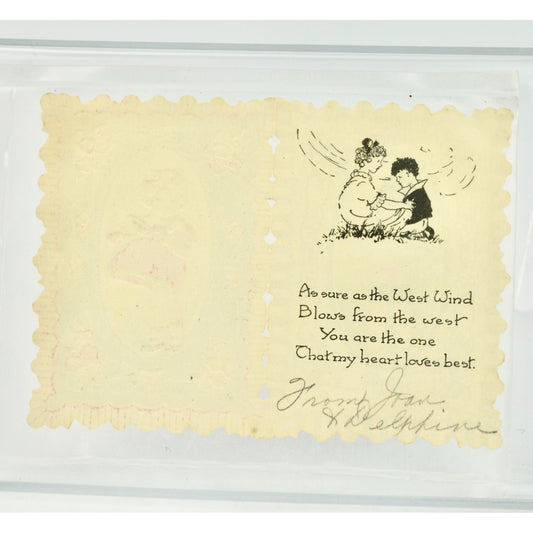 As sure as the West Wind
Blows from the west
You are the one
That my heart loves best.
From Joan
& Delphine